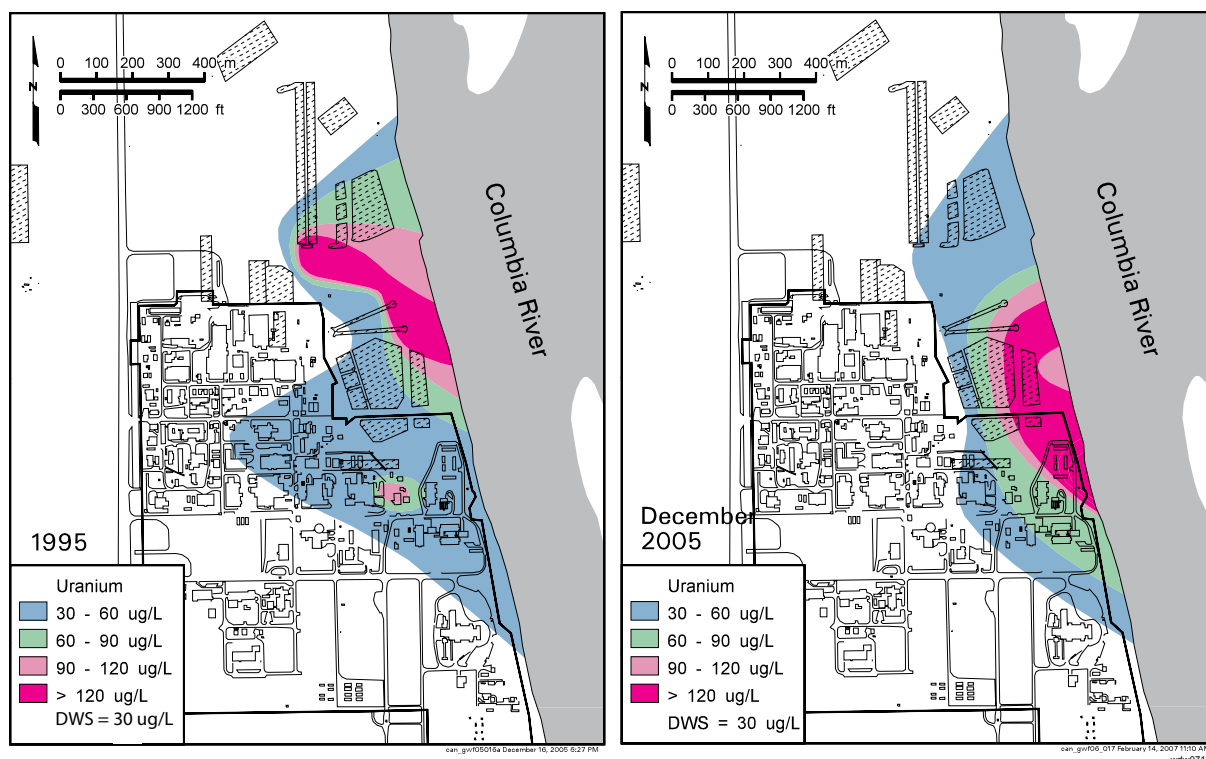 0 100 200 300 400 m
0 300 600 900 1200 ft
N
Columbia River
1995
Uranium
30 - 60 ug/L
60 - 90 ug/L
90 - 120 ug/L
> 120 ug/L
DWS = 30 ug/L
can_gwf05016a December 16, 2005 6:27 PM
0 100 200 300 400 m
0 300 600 900 1200 ft
N
Columbia River
December
2005
Uranium
30 - 60 ug/L
60 - 90 ug/L
90 - 120 ug/L
> 120 ug/L
DWS = 30 ug/L
can_gwf06_017 February 14, 2007 11:10 AM